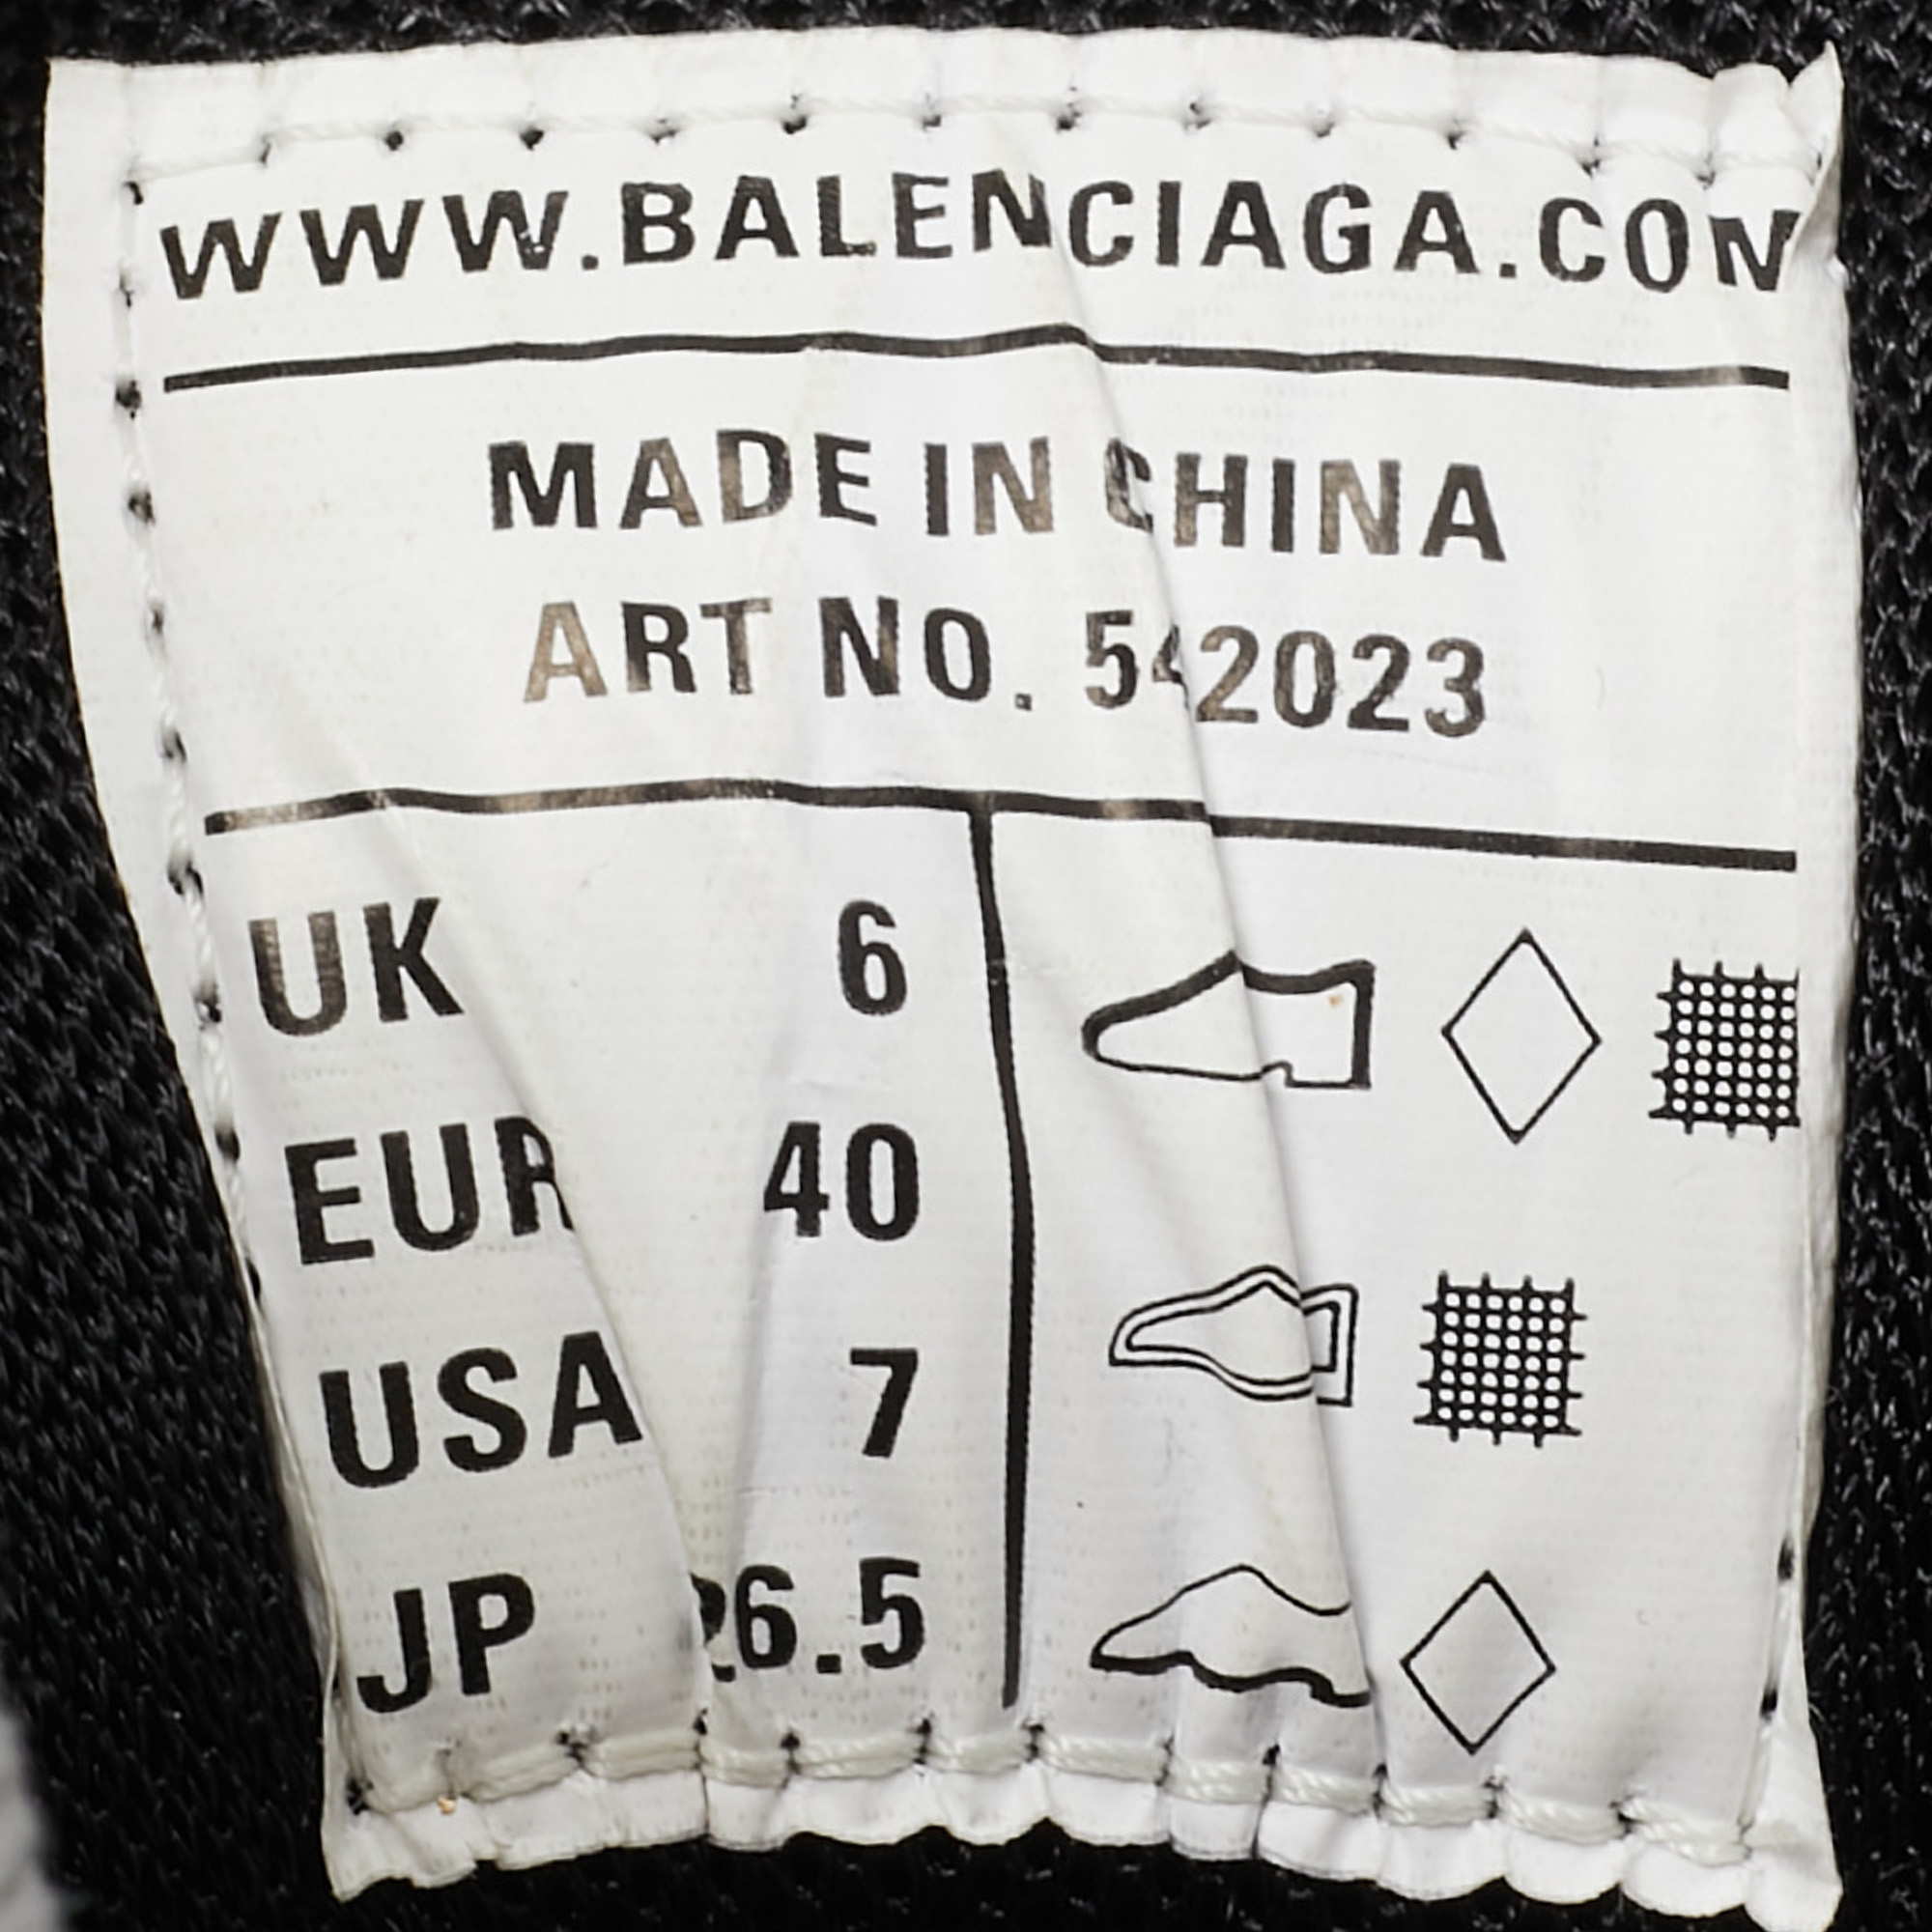 WWW.BALENCIAGA.COM
MADE IN CHINA
ART NO. 542023
UK 6
EUR 40
USA 7
JP 26.5